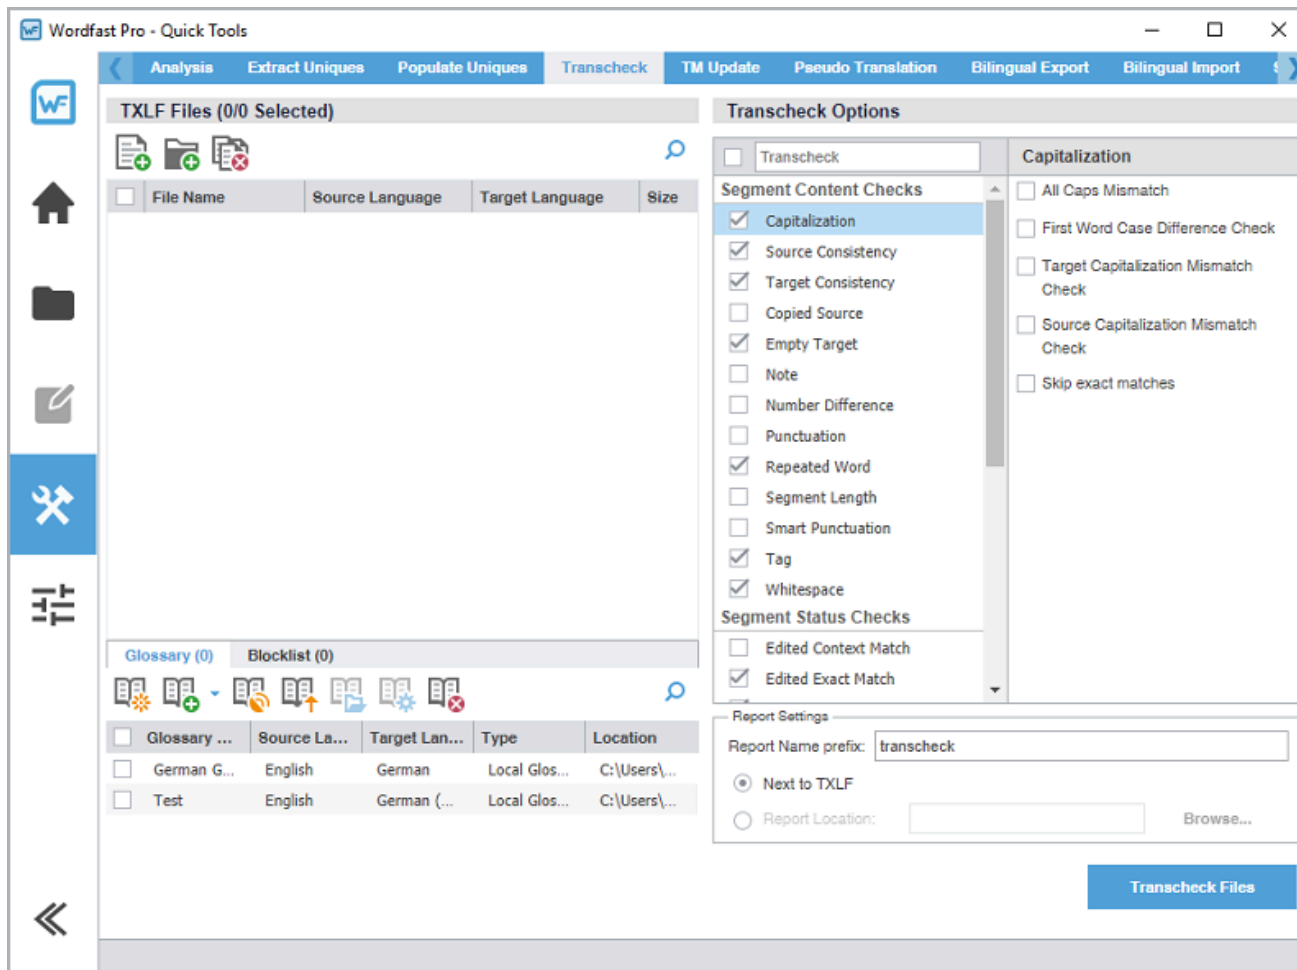 Wordfast Pro - Quick Tools
Analysis Extract Uniques Populate Uniques Transcheck TM Update Pseudo Translation Bilingual Export Bilingual Import
WF
TXLF Files (0/0 Selected)
File Name Source Language Target Language Size
Glossary (0) Blocklist (0)
Glossary ... Source La... Target Lan... Type Location
German G... English German Local Glos... C:\Users\...
Test English German (... Local Glos... C:\Users\...
Transcheck Options
Transcheck
Segment Content Checks
Capitalization
Source Consistency
Target Consistency
Copied Source
Empty Target
Note
Number Difference
Punctuation
Repeated Word
Segment Length
Smart Punctuation
Tag
Whitespace
Segment Status Checks
Edited Context Match
Edited Exact Match
Capitalization
All Caps Mismatch
First Word Case Difference Check
Target Capitalization Mismatch
Check
Source Capitalization Mismatch
Check
Skip exact matches
Report Settings
Report Name prefix: transcheck
Next to TXLF
Report Location: Browse...
Transcheck Files